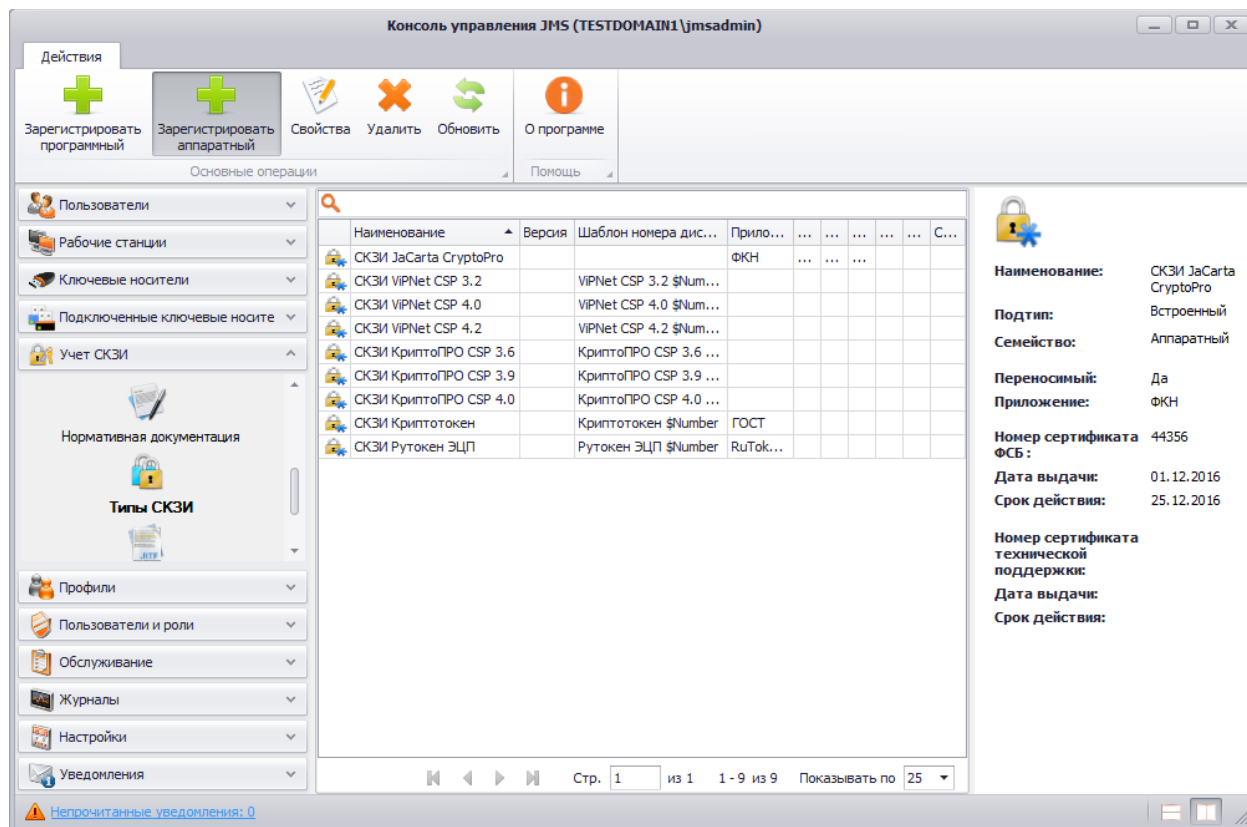 Консоль управления JMS (TESTDOMAIN1\jmsadmin)
Действия
Зарегистрировать программный
Зарегистрировать аппаратный
Свойства
Удалить
Обновить
О программе
Основные операции
Помощь
Пользователи
Рабочие станции
Ключевые носители
Подключенные ключевые носите
Учет СКЗИ
Нормативная документация
Типы СКЗИ
.RTF
Профили
Пользователи и роли
Обслуживание
Журналы
Настройки
Уведомления
Наименование Версия Шаблон номера дис... Прило... ... ... ... ... ... С...
СКЗИ JaCarta CryptoPro ФКН ... ... ...
СКЗИ ViPNet CSP 3.2 ViPNet CSP 3.2 $Num...
СКЗИ ViPNet CSP 4.0 ViPNet CSP 4.0 $Num...
СКЗИ ViPNet CSP 4.2 ViPNet CSP 4.2 $Num...
СКЗИ КриптоПРО CSP 3.6 КриптоПРО CSP 3.6 ...
СКЗИ КриптоПРО CSP 3.9 КриптоПРО CSP 3.9 ...
СКЗИ КриптоПРО CSP 4.0 КриптоПРО CSP 4.0 ...
СКЗИ Криптотокен Криптотокен $Number ГОСТ
СКЗИ Рутокен ЭЦП Рутокен ЭЦП $Number RuTok...
Стр. 1 из 1 1 - 9 из 9 Показывать по 25
Наименование: СКЗИ JaCarta CryptoPro
Подтип: Встроенный
Семейство: Аппаратный
Переносимый: Да
Приложение: ФКН
Номер сертификата ФСБ : 44356
Дата выдачи: 01.12.2016
Срок действия: 25.12.2016
Номер сертификата технической поддержки:
Дата выдачи:
Срок действия:
Непрочитанные уведомления: 0